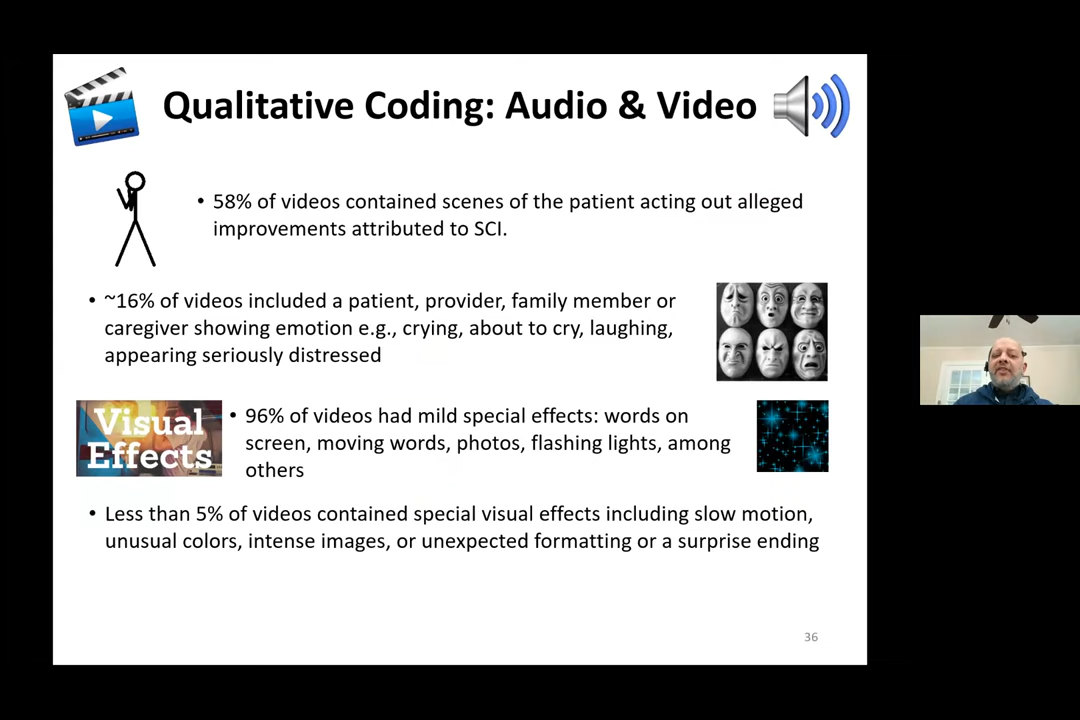 Qualitative Coding: Audio & Video
• 58% of videos contained scenes of the patient acting out alleged
improvements attributed to SCI.
• ~16% of videos included a patient, provider, family member or
caregiver showing emotion e.g., crying, about to cry, laughing,
appearing seriously distressed
Visual
Effects
• 96% of videos had mild special effects: words on
screen, moving words, photos, flashing lights, among
others
• Less than 5% of videos contained special visual effects including slow motion,
unusual colors, intense images, or unexpected formatting or a surprise ending
36